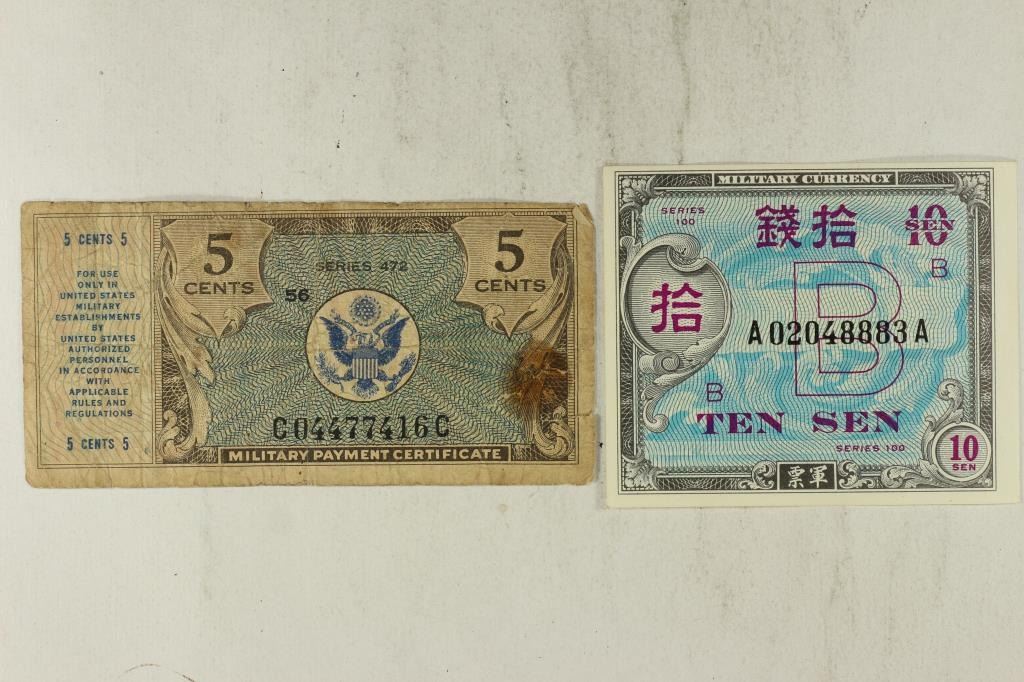 5 CENTS 5
FOR USE
ONLY IN
UNITED STATES
MILITARY
ESTABLISHMENTS
BY
UNITED STATES
AUTHORIZED
PERSONNEL
IN ACCORDANCE
WITH
APPLICABLE
RULES AND
REGULATIONS
5 CENTS 5
5
CENTS
SERIES 472
56
5
CENTS
C04477416C
MILITARY PAYMENT CERTIFICATE
MILITARY CURRENCY
SERIES
100
錢拾
10
SEN
B
拾
B
A02048883A
B
TEN SEN
SERIES 100
10
SEN
票軍